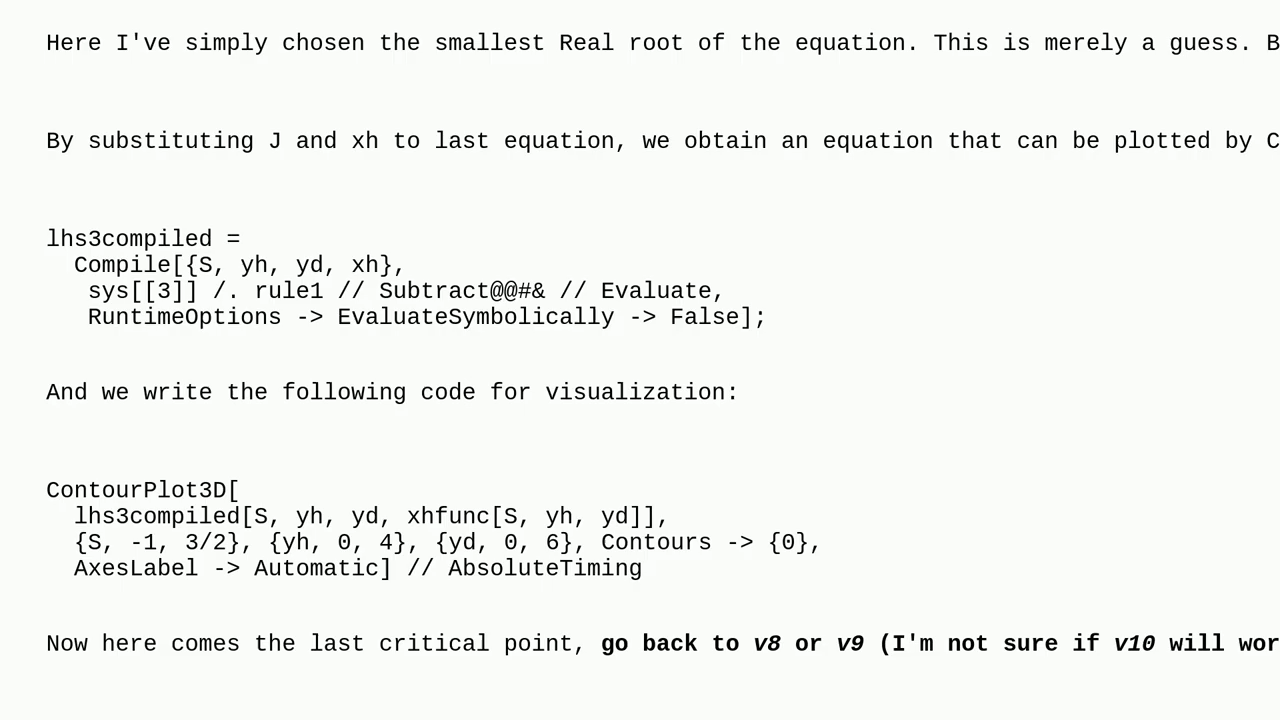 Here I've simply chosen the smallest Real root of the equation. This is merely a guess. B
By substituting J and xh to last equation, we obtain an equation that can be plotted by C
lhs3compiled =
  Compile[{S, yh, yd, xh},
   sys[[3]] /. rule1 // Subtract@@#& // Evaluate,
   RuntimeOptions -> EvaluateSymbolically -> False];
And we write the following code for visualization:
ContourPlot3D[
  lhs3compiled[S, yh, yd, xhfunc[S, yh, yd]],
  {S, -1, 3/2}, {yh, 0, 4}, {yd, 0, 6}, Contours -> {0},
  AxesLabel -> Automatic] // AbsoluteTiming
Now here comes the last critical point, go back to v8 or v9 (I'm not sure if v10 will wor